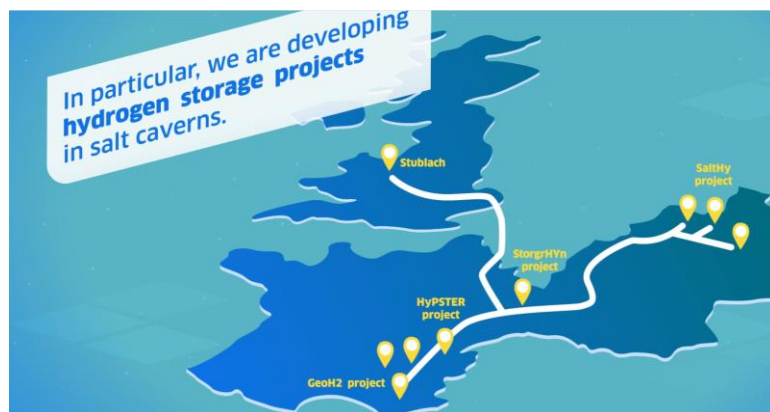 In particular, we are developing
hydrogen storage projects
in salt caverns.
Stublach
SaltHy
project
StorgrHYn
project
HyPSTER
project
GeoH2 project